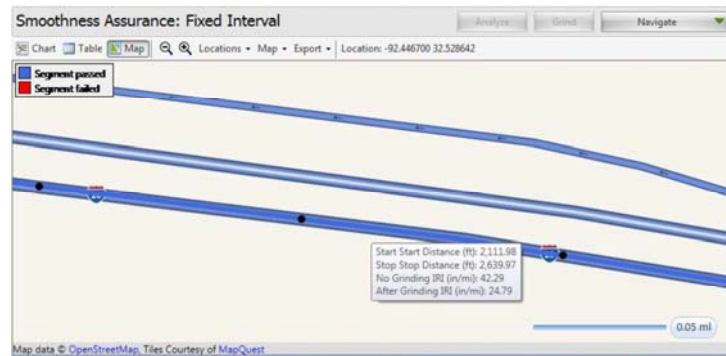 Smoothness Assurance: Fixed Interval
Analyze
Grind
Navigate
Chart Table Map Locations Map Export Location: -92.446700 32.528642
Segment passed
Segment failed
Start Start Distance (ft): 2,111.98
Stop Stop Distance (ft): 2,639.97
No Grinding IRI (in/mi): 42.29
After Grinding IRI (in/mi): 24.79
0.05 ml
Map data © OpenStreetMap, Tiles Courtesy of MapQuest